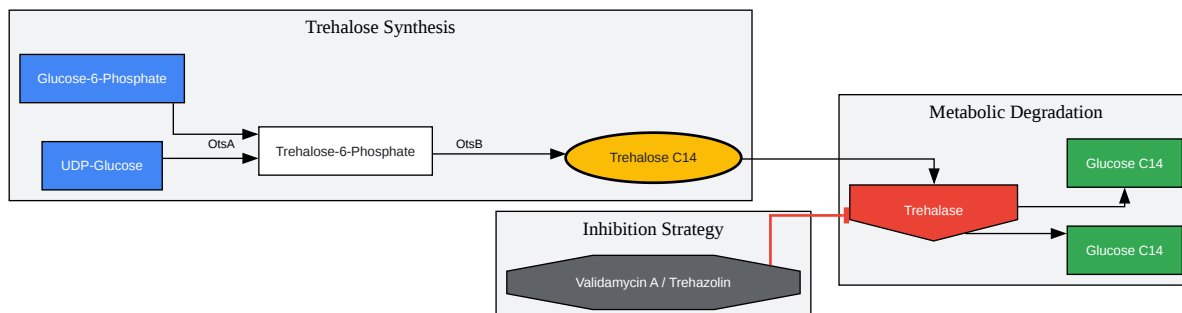 Trehalose Synthesis
Glucose-6-Phosphate
OtsA
UDP-Glucose
Trehalose-6-Phosphate
OtsB
Trehalose C14
Metabolic Degradation
Glucose C14
Trehalase
Glucose C14
Inhibition Strategy
Validamycin A / Trehazolin